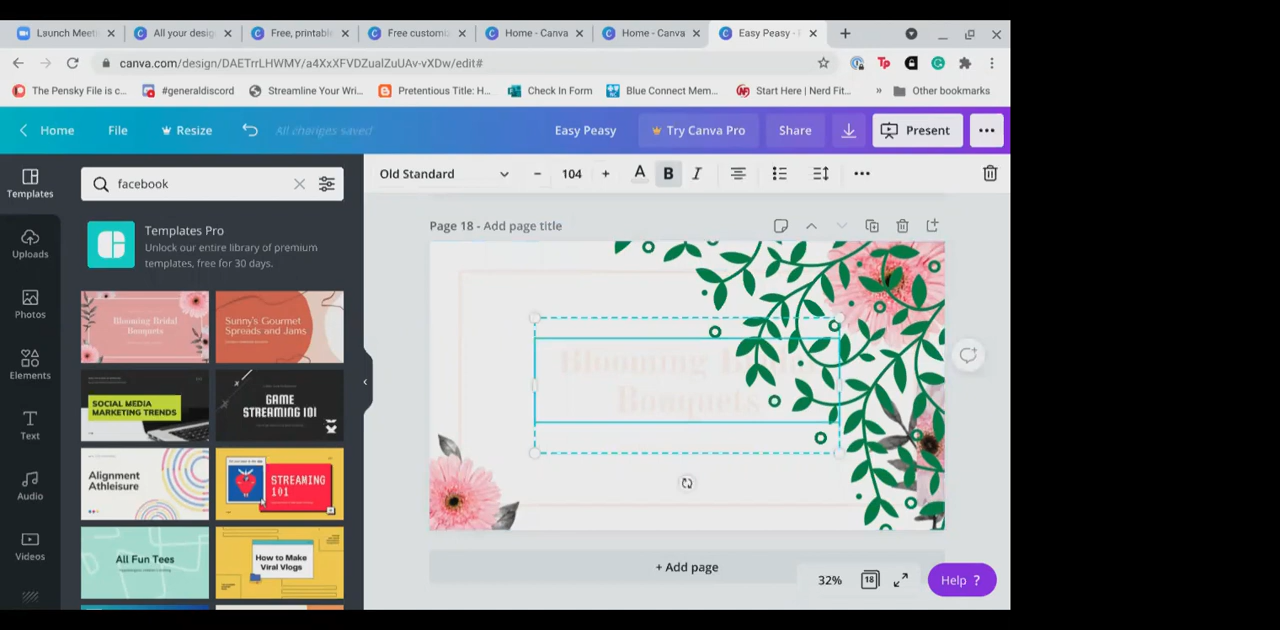 Launch Meeti
All your desig
Free, printable
Free customi
Home - Canva
Home - Canva
Easy Peasy -
canva.com/design/DAETrrLHWMY/a4XxXFVDZualZuUAv-vXDw/edit#
The Pensky File is c...
#generaldiscord
Streamline Your Wri...
Pretentious Title: H...
Check In Form
Blue Connect Mem...
Start Here | Nerd Fit...
»
Other bookmarks
Home
File
Resize
All changes saved
Easy Peasy
Try Canva Pro
Share
Present
Templates
facebook
Old Standard
104
A
B
I
Templates Pro
Unlock our entire library of premium
templates, free for 30 days.
Page 18 - Add page title
Uploads
Photos
Elements
Text
Audio
Videos
Blooming Bridal
Bouquets
Sunny's Gourmet
Spreads and Jams
SOCIAL MEDIA
MARKETING TRENDS
GAME
STREAMING 101
Alignment
Athleisure
STREAMING
101
All Fun Tees
How to Make
Viral Vlogs
Blooming Bridal
Bouquets
+ Add page
32%
18
Help ?